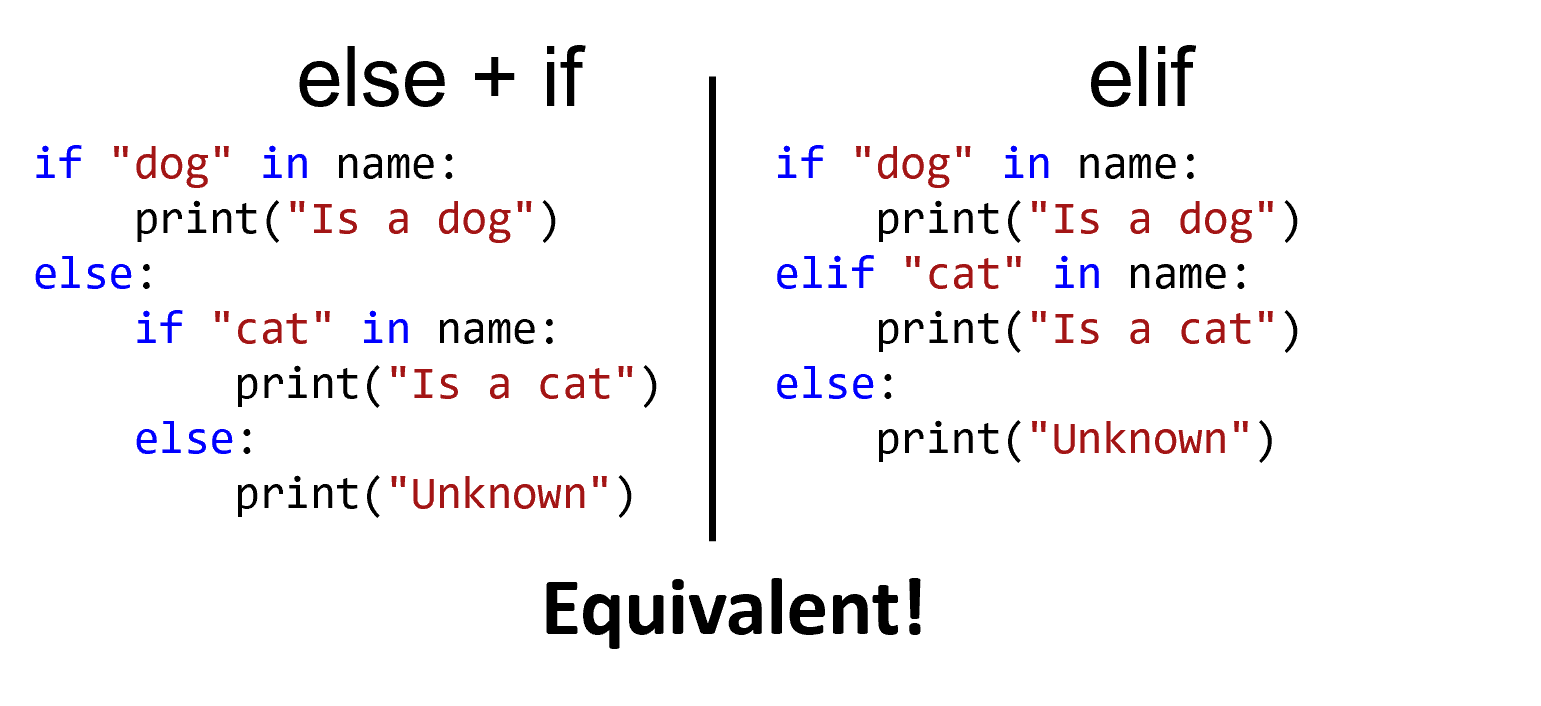 else + if
if "dog" in name:
    print("Is a dog")
else:
    if "cat" in name:
        print("Is a cat")
    else:
        print("Unknown")
elif
if "dog" in name:
    print("Is a dog")
elif "cat" in name:
    print("Is a cat")
else:
    print("Unknown")
Equivalent!